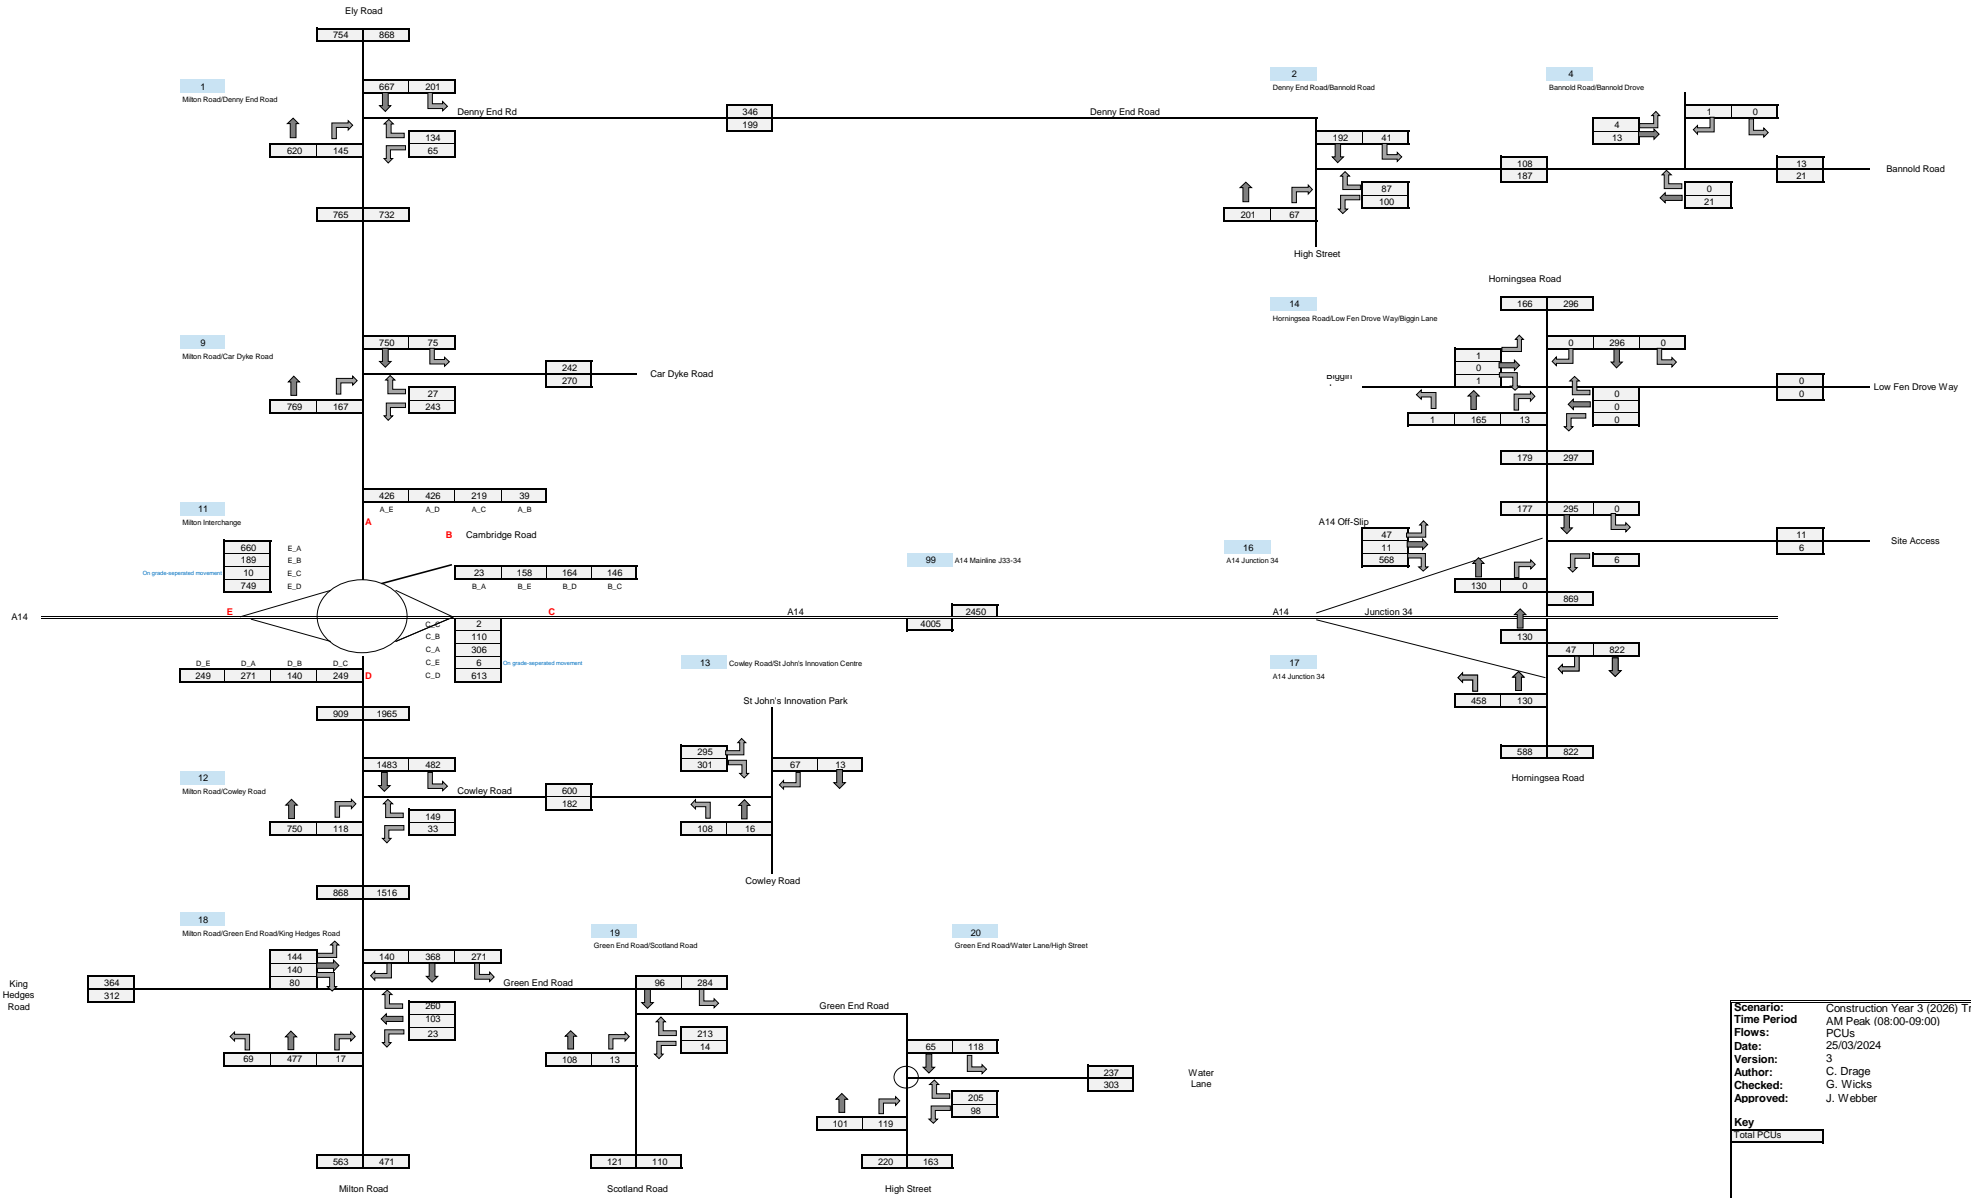 Ely Road
754 868
1
Milton Road/Denny End Road
667 201
Denny End Rd
134
65
620 145
346
199
Denny End Road
765 732
2
Denny End Road/Bannold Road
192 41
87
100
201 67
High Street
108
187
4
Bannold Road/Bannold Drove
4
13
1 0
0
21
13
21
Bannold Road
9
Milton Road/Car Dyke Road
750 75
27
243
769 167
242
270
Car Dyke Road
Horningsea Road
166 296
14
Horningsea Road/Low Fen Drove Way/Biggin Lane
0 296 0
1
0
1
0
0
0
1 165 13
0
0
Low Fen Drove Way
179 297
426 426 219 39
A_E A_D A_C A_B
11
Milton Interchange
A
B Cambridge Road
660 E_A
189 E_B
On grade-seperated movement 10 E_C
749 E_D
23 158 164 146
B_A B_E B_D B_C
99 A14 Mainline J33-34
A14 Off-Slip
16
A14 Junction 34
47
11
568
177 295 0
11
6
Site Access
6
130 0
869
A14
E
C
A14
2450
4005
A14
Junction 34
C_C 2
C_B 110
C_A 306
C_E 6 On grade-seperated movement
C_D 613
D_E D_A D_B D_C
249 271 140 249
D
130
47 822
17
A14 Junction 34
458 130
588 822
Horningsea Road
909 1965
13 Cowley Road/St John's Innovation Centre
St John's Innovation Park
295
301
67 13
108 16
Cowley Road
12
Milton Road/Cowley Road
1483 482
Cowley Road
149
33
750 118
600
182
868 1516
18
Milton Road/Green End Road/King Hedges Road
144
140
80
140 368 271
Green End Road
260
103
23
69 477 17
King
Hedges
Road
364
312
563 471
Milton Road
19
Green End Road/Scotland Road
96 284
213
14
108 13
121 110
Scotland Road
20
Green End Road/Water Lane/High Street
Green End Road
65 118
205
98
101 119
237
303
Water
Lane
220 163
High Street
Scenario: Construction Year 3 (2026)
Time Period AM Peak (08:00-09:00)
Flows: PCUs
Date: 25/03/2024
Version: 3
Author: C. Drage
Checked: G. Wicks
Approved: J. Webber
Key
Total PCUs